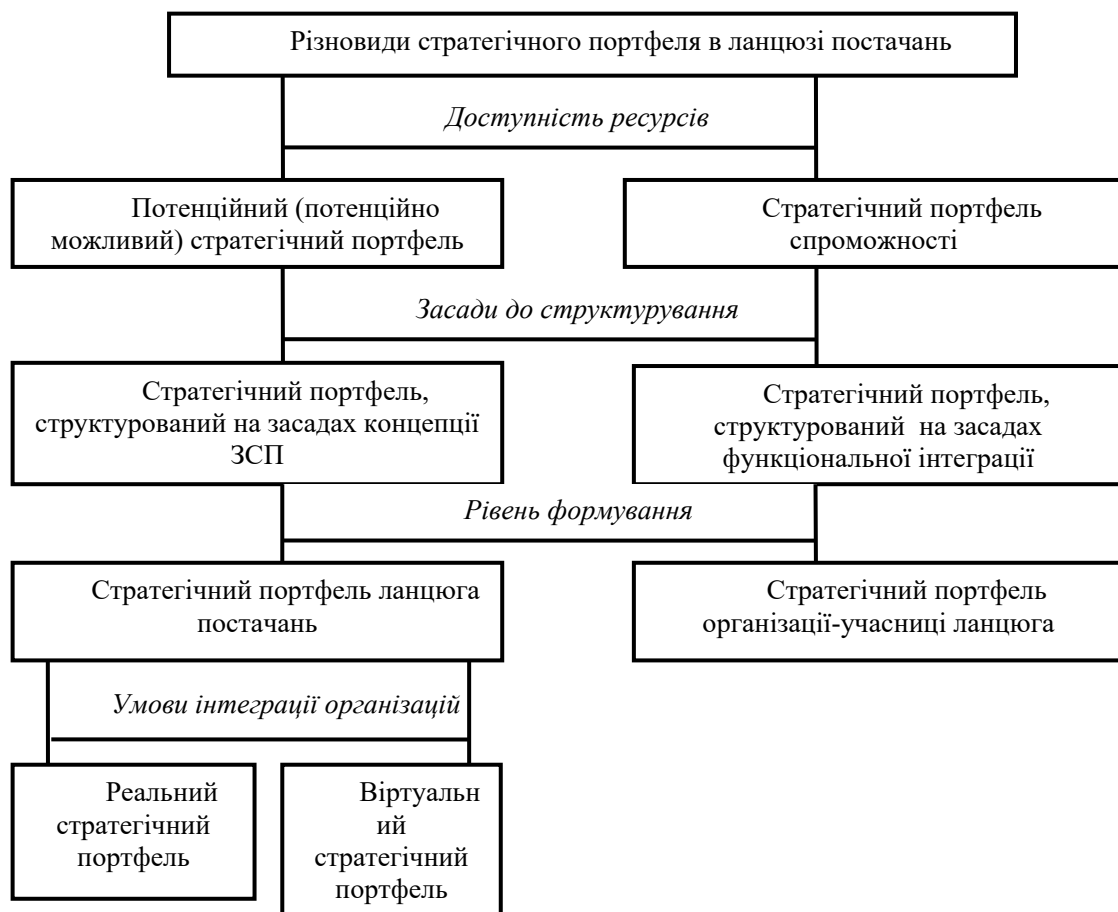 Різновиди стратегічного портфеля в ланцюзі постачань
Доступність ресурсів
Потенційний (потенційно
можливий) стратегічний портфель
Стратегічний портфель
спроможності
Засади до структурування
Стратегічний портфель,
структурований на засадах концепції
ЗСП
Стратегічний портфель,
структурований на засадах
функціональної інтеграції
Рівень формування
Стратегічний портфель ланцюга
постачань
Стратегічний портфель
організації-учасниці ланцюга
Умови інтеграції організацій
Реальний
стратегічний
портфель
Віртуальн
ий
стратегічний
портфель